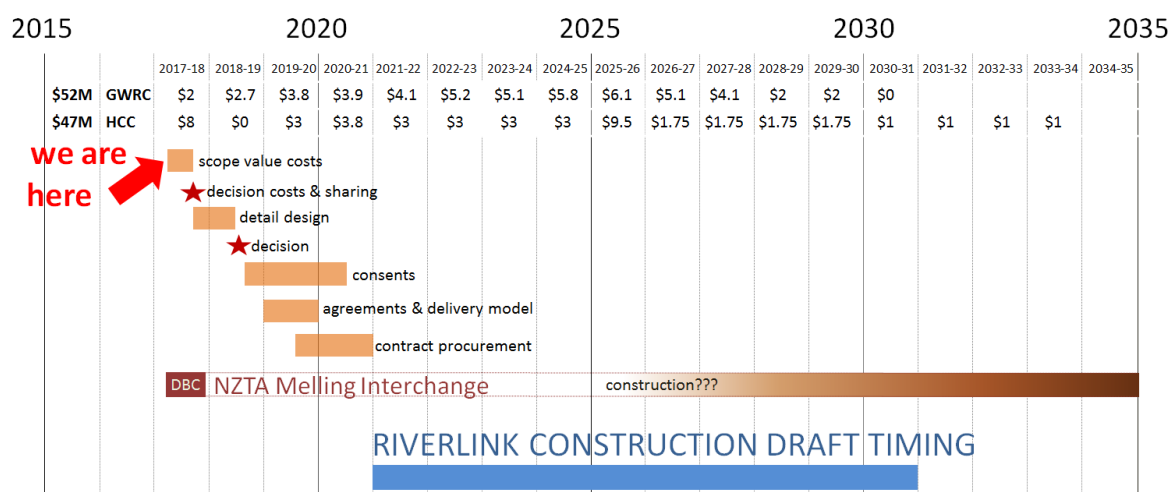 2015 2020 2025 2030 2035
2017-18 2018-19 2019-20 2020-21 2021-22 2022-23 2023-24 2024-25 2025-26 2026-27 2027-28 2028-29 2029-30 2030-31 2031-32 2032-33 2033-34 2034-35
$52M GWRC $2 $2.7 $3.8 $3.9 $4.1 $5.2 $5.1 $5.8 $6.1 $5.1 $4.1 $2 $2 $0
$47M HCC $8 $0 $3 $3.8 $3 $3 $3 $3 $9.5 $1.75 $1.75 $1.75 $1.75 $1 $1 $1 $1
we are
here
scope value costs
decision costs & sharing
detail design
decision
consents
agreements & delivery model
contract procurement
DBC NZTA Melling Interchange construction???
RIVERLINK CONSTRUCTION DRAFT TIMING